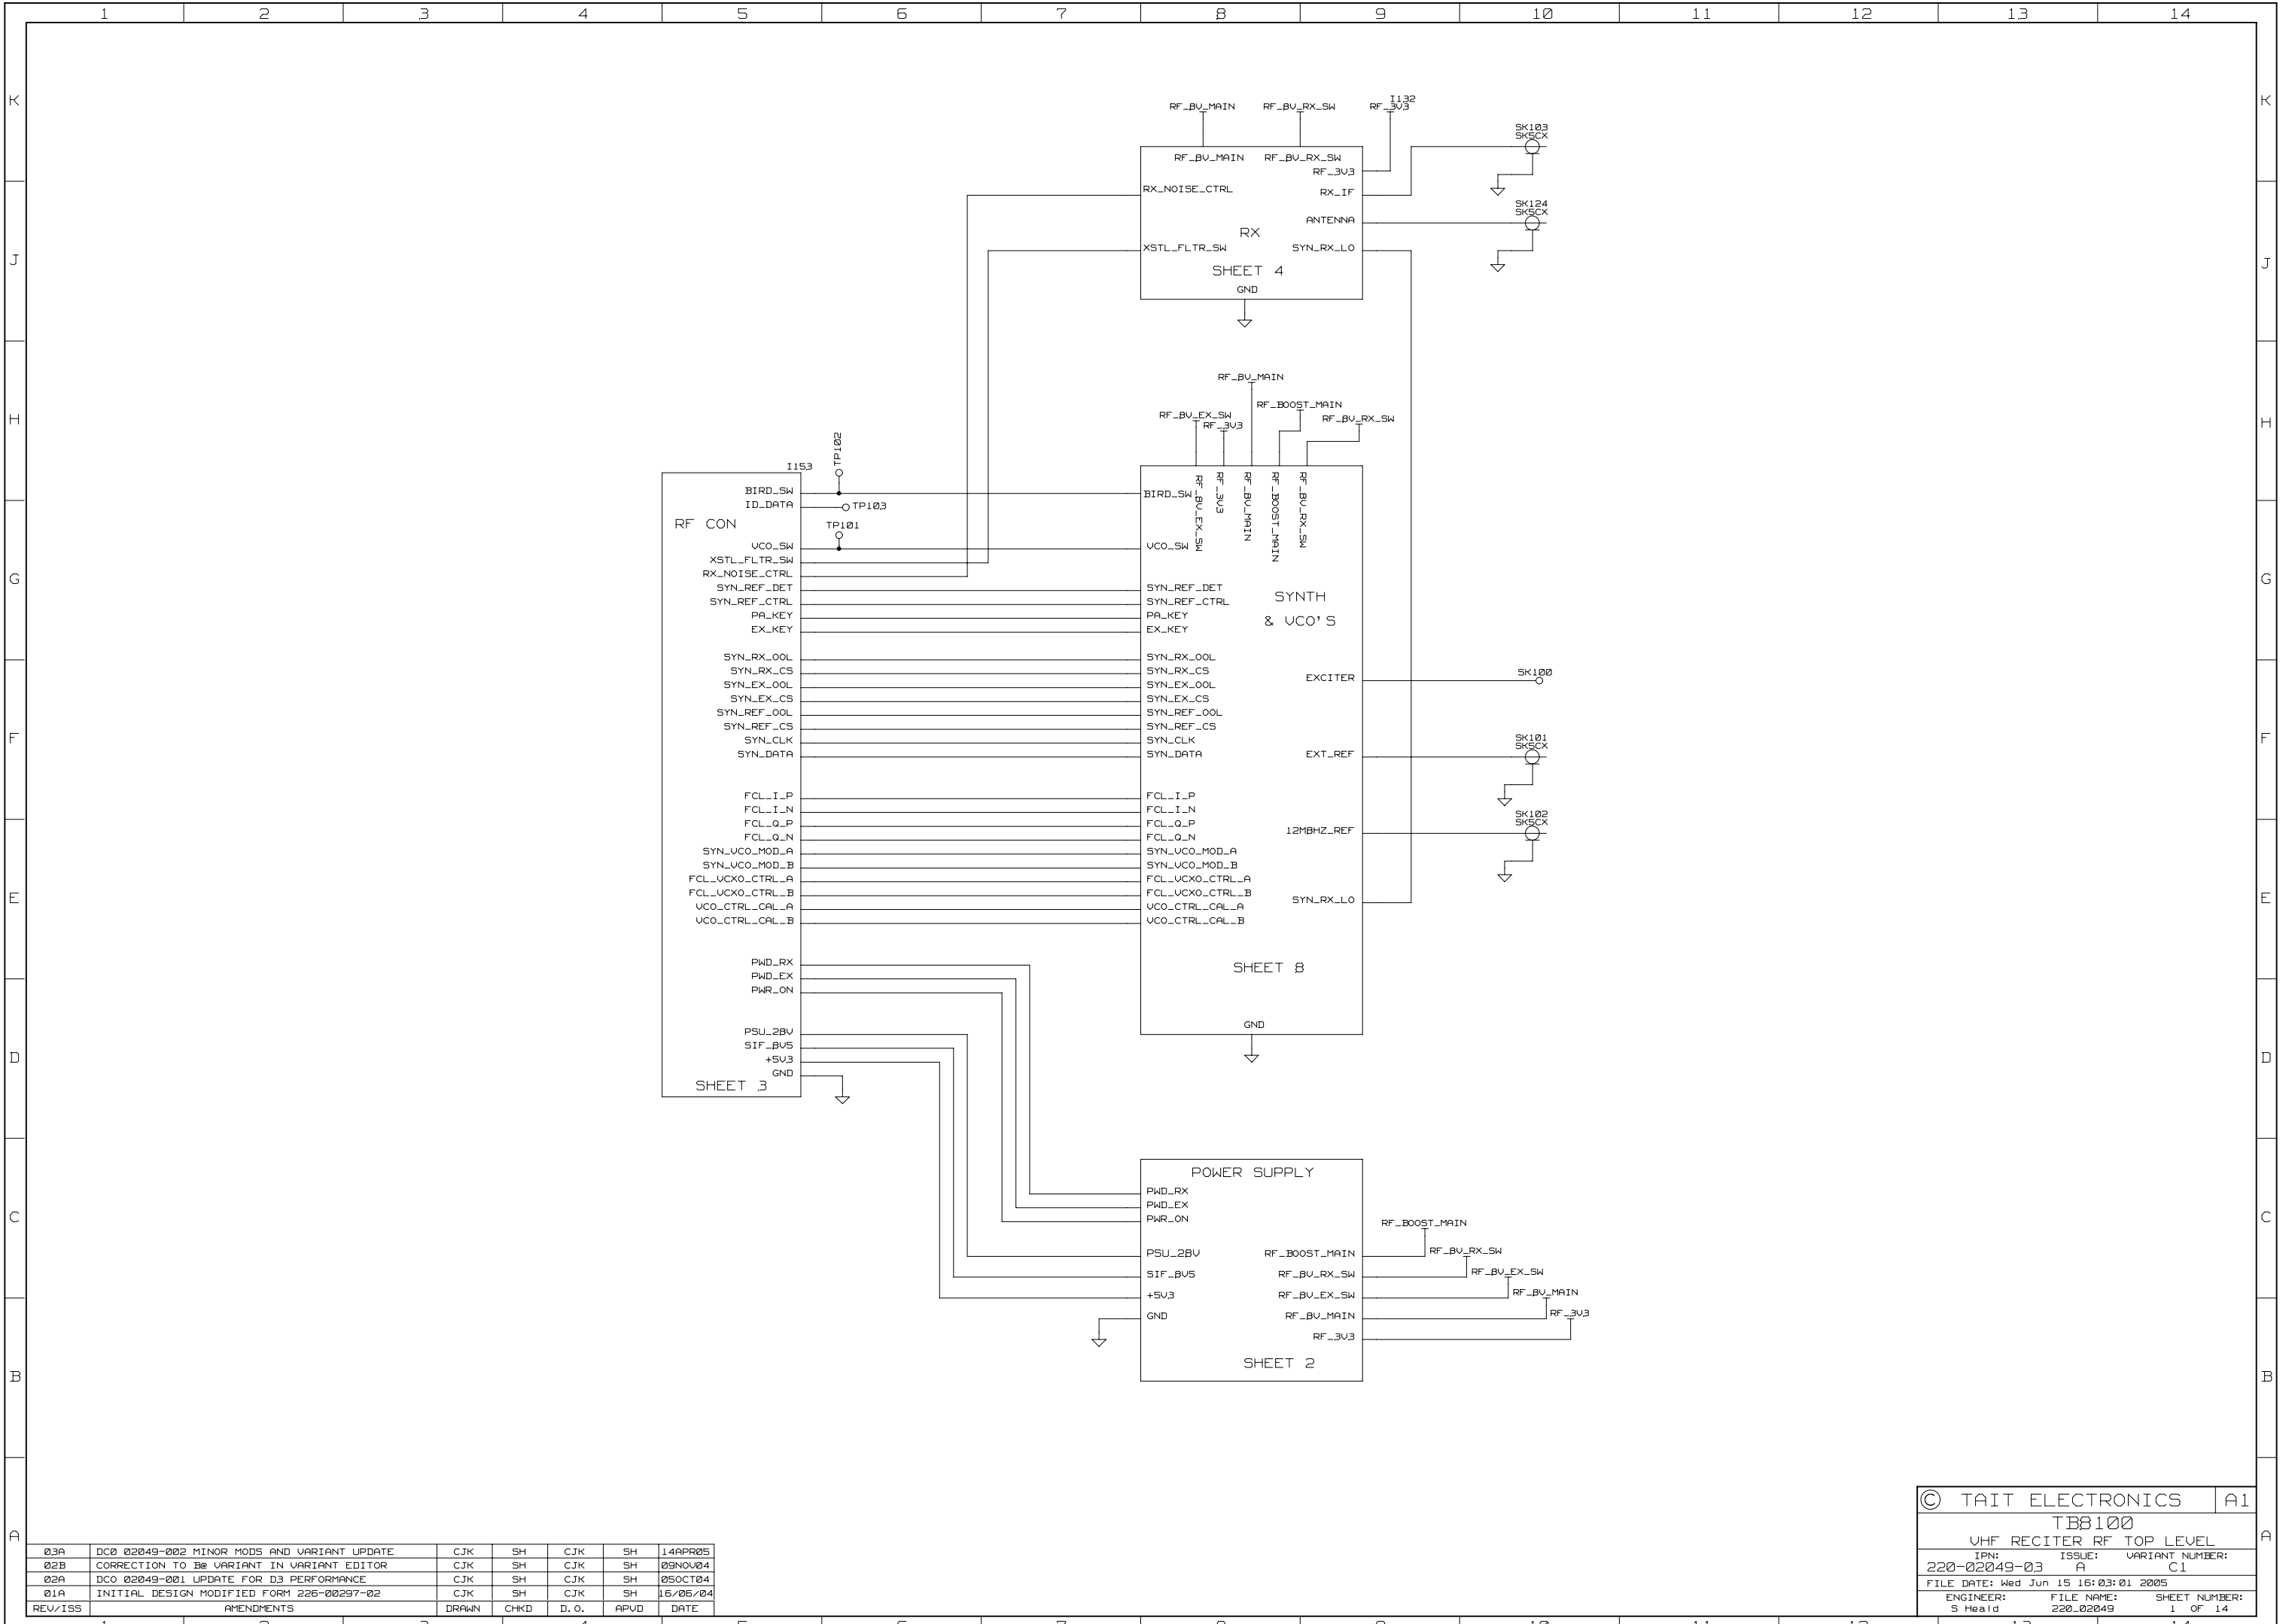 1 2 3 4 5 6 7 8 9 10 11 12 13 14
K K
J J
H H
G G
F F
E E
D D
C C
B B
A A
RF_8V_MAIN RF_8V_RX_SW I132
RF_3V3
RF_8V_MAIN RF_8V_RX_SW
RF_3V3
RX_NOISE_CTRL
RX_IF
ANTENNA
RX
XSTL_FLTR_SW SYN_RX_LO
SHEET 4
GND
SK103
SK5CX
SK124
SK5CX
RF_8V_MAIN
RF_8V_EX_SW RF_BOOST_MAIN
RF_3V3 RF_8V_RX_SW
TP102
I153
BIRD_SW
ID_DATA
TP103
RF CON
TP101
VCO_SW
XSTL_FLTR_SW
RX_NOISE_CTRL
SYN_REF_DET
SYN_REF_CTRL
PA_KEY
EX_KEY
SYN_RX_OOL
SYN_RX_CS
SYN_EX_OOL
SYN_EX_CS
SYN_REF_OOL
SYN_REF_CS
SYN_CLK
SYN_DATA
FCL_I_P
FCL_I_N
FCL_Q_P
FCL_Q_N
SYN_VCO_MOD_A
SYN_VCO_MOD_B
FCL_VCXO_CTRL_A
FCL_VCXO_CTRL_B
VCO_CTRL_CAL_A
VCO_CTRL_CAL_B
PWD_RX
PWD_EX
PWR_ON
PSU_28V
SIF_8V5
+5V3
GND
SHEET 3
BIRD_SW
RF_8V_EX_SW
RF_3V3
RF_8V_MAIN
RF_BOOST_MAIN
RF_8V_RX_SW
VCO_SW
SYN_REF_DET
SYN_REF_CTRL
PA_KEY
EX_KEY
SYNTH
& VCO'S
SYN_RX_OOL
SYN_RX_CS
SYN_EX_OOL
SYN_EX_CS
SYN_REF_OOL
SYN_REF_CS
SYN_CLK
SYN_DATA
EXCITER
SK100
EXT_REF
SK101
SK5CX
FCL_I_P
FCL_I_N
FCL_Q_P
FCL_Q_N
SYN_VCO_MOD_A
SYN_VCO_MOD_B
FCL_VCXO_CTRL_A
FCL_VCXO_CTRL_B
VCO_CTRL_CAL_A
VCO_CTRL_CAL_B
12M8HZ_REF
SK102
SK5CX
SYN_RX_LO
SHEET 8
GND
POWER SUPPLY
PWD_RX
PWD_EX
PWR_ON
PSU_28V
SIF_8V5
+5V3
GND
RF_BOOST_MAIN
RF_8V_RX_SW
RF_8V_EX_SW
RF_8V_MAIN
RF_3V3
SHEET 2
RF_BOOST_MAIN
RF_8V_RX_SW
RF_8V_EX_SW
RF_8V_MAIN
RF_3V3
03A DC0 02049-002 MINOR MODS AND VARIANT UPDATE CJK SH CJK SH 14APR05
02B CORRECTION TO B@ VARIANT IN VARIANT EDITOR CJK SH CJK SH 09NOV04
02A DCO 02049-001 UPDATE FOR D3 PERFORMANCE CJK SH CJK SH 05OCT04
01A INITIAL DESIGN MODIFIED FORM 226-00297-02 CJK SH CJK SH 16/06/04
REV/ISS AMENDMENTS DRAWN CHKD D.O. APVD DATE
© TAIT ELECTRONICS A1
TB8100
VHF RECITER RF TOP LEVEL
IPN: ISSUE: VARIANT NUMBER:
220-02049-03 A C1
FILE DATE: Wed Jun 15 16:03:01 2005
ENGINEER: FILE NAME: SHEET NUMBER:
S Heald 220_02049 1 OF 14